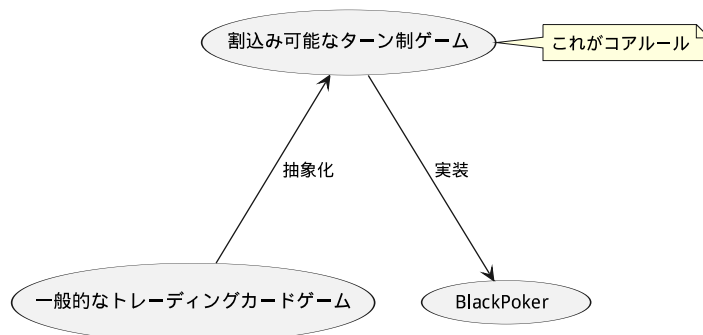 割込み可能なターン制ゲーム
これがコアルール
抽象化
実装
一般的なトレーディングカードゲーム
BlackPoker